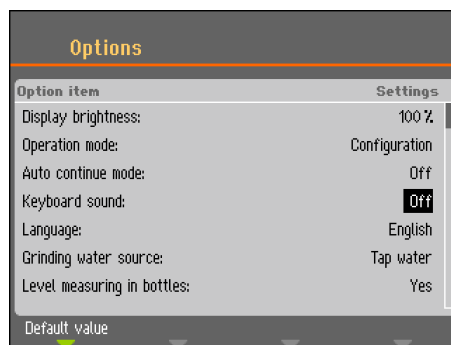 Options
Option item Settings
Display brightness: 100 %
Operation mode: Configuration
Auto continue mode: Off
Keyboard sound: Off
Language: English
Grinding water source: Tap water
Level measuring in bottles: Yes
Default value